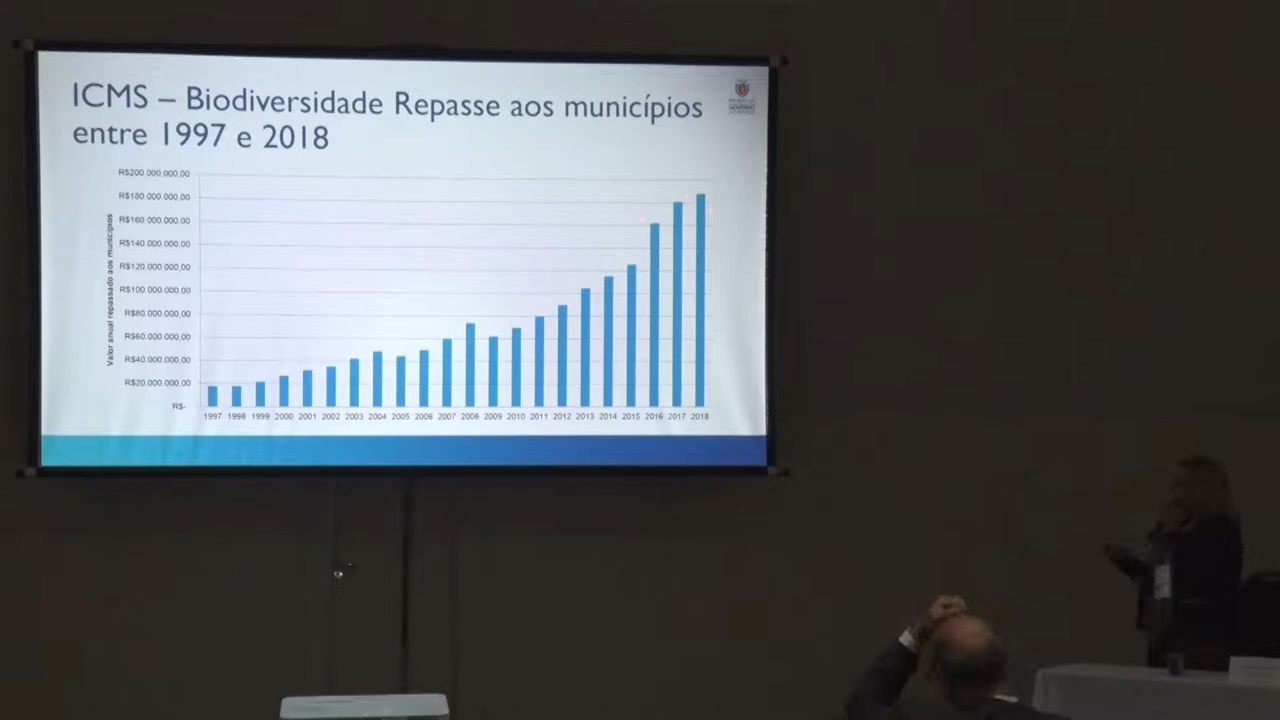 ICMS – Biodiversidade Repasse aos municípios
entre 1997 e 2018
Valor anual repassado aos municípios
R$200.000.000,00
R$180.000.000,00
R$160.000.000,00
R$140.000.000,00
R$120.000.000,00
R$100.000.000,00
R$80.000.000,00
R$60.000.000,00
R$40.000.000,00
R$20.000.000,00
R$-
1997 1998 1999 2000 2001 2002 2003 2004 2005 2006 2007 2008 2009 2010 2011 2012 2013 2014 2015 2016 2017 2018